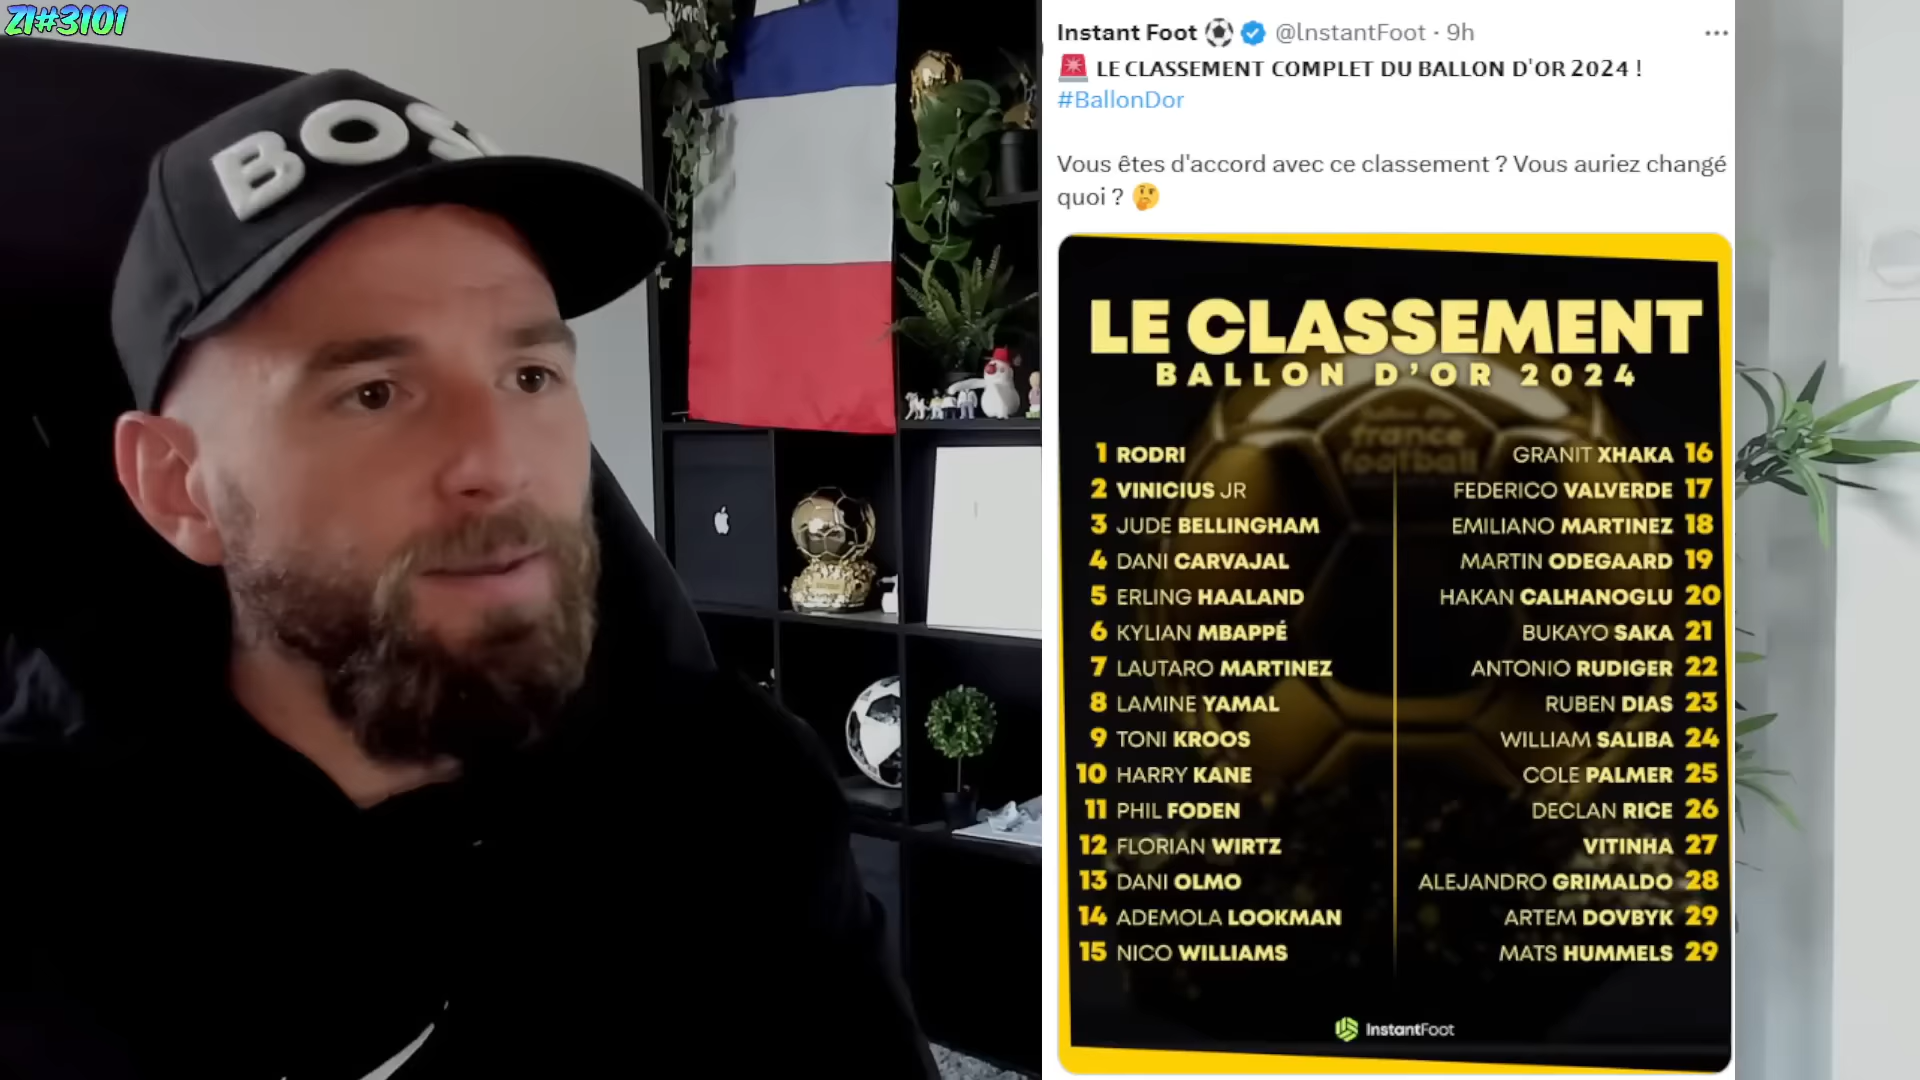 ZI#3101
BOS
Instant Foot @lnstantFoot · 9h
LE CLASSEMENT COMPLET DU BALLON D'OR 2024 !
#BallonDor
Vous êtes d'accord avec ce classement ? Vous auriez changé
quoi ?
LE CLASSEMENT
BALLON D'OR 2024
france
football
1 RODRI
2 VINICIUS JR
3 JUDE BELLINGHAM
4 DANI CARVAJAL
5 ERLING HAALAND
6 KYLIAN MBAPPÉ
7 LAUTARO MARTINEZ
8 LAMINE YAMAL
9 TONI KROOS
10 HARRY KANE
11 PHIL FODEN
12 FLORIAN WIRTZ
13 DANI OLMO
14 ADEMOLA LOOKMAN
15 NICO WILLIAMS
GRANIT XHAKA 16
FEDERICO VALVERDE 17
EMILIANO MARTINEZ 18
MARTIN ODEGAARD 19
HAKAN CALHANOGLU 20
BUKAYO SAKA 21
ANTONIO RUDIGER 22
RUBEN DIAS 23
WILLIAM SALIBA 24
COLE PALMER 25
DECLAN RICE 26
VITINHA 27
ALEJANDRO GRIMALDO 28
ARTEM DOVBYK 29
MATS HUMMELS 29
InstantFoot